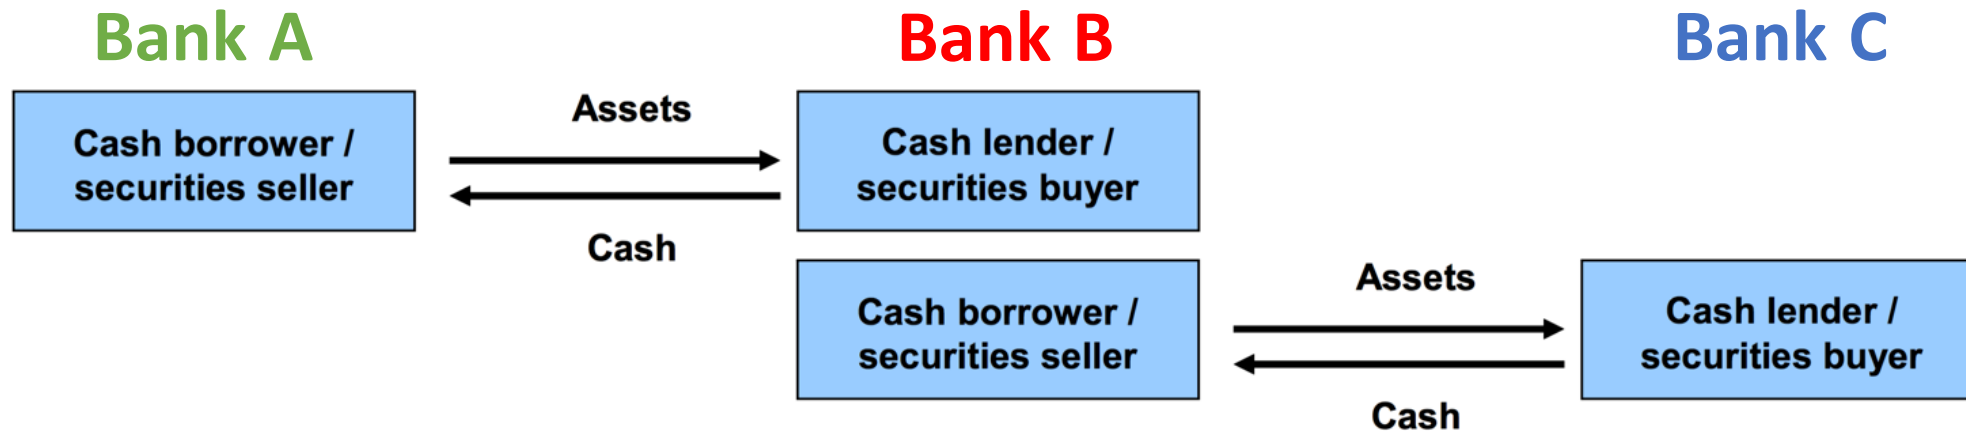 Bank A
Bank B
Bank C
Cash borrower /
securities seller
Assets
Cash
Cash lender /
securities buyer
Cash borrower /
securities seller
Assets
Cash
Cash lender /
securities buyer